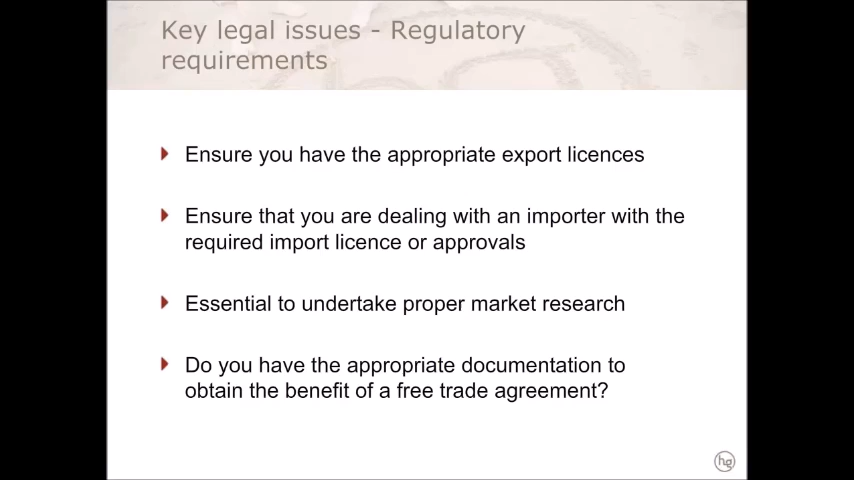 Key legal issues - Regulatory
requirements
Ensure you have the appropriate export licences
Ensure that you are dealing with an importer with the
required import licence or approvals
Essential to undertake proper market research
Do you have the appropriate documentation to
obtain the benefit of a free trade agreement?
hg